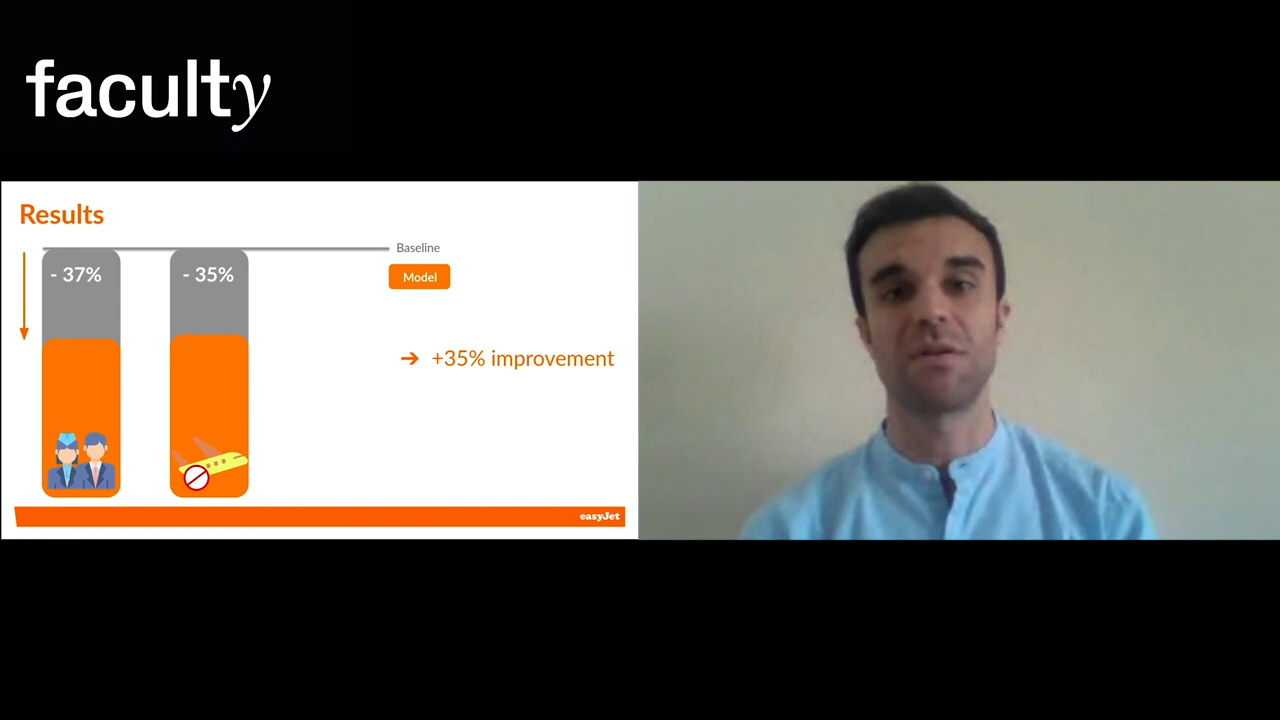 faculty
Results
Baseline
- 37%
- 35%
Model
➔ +35% improvement
easyJet